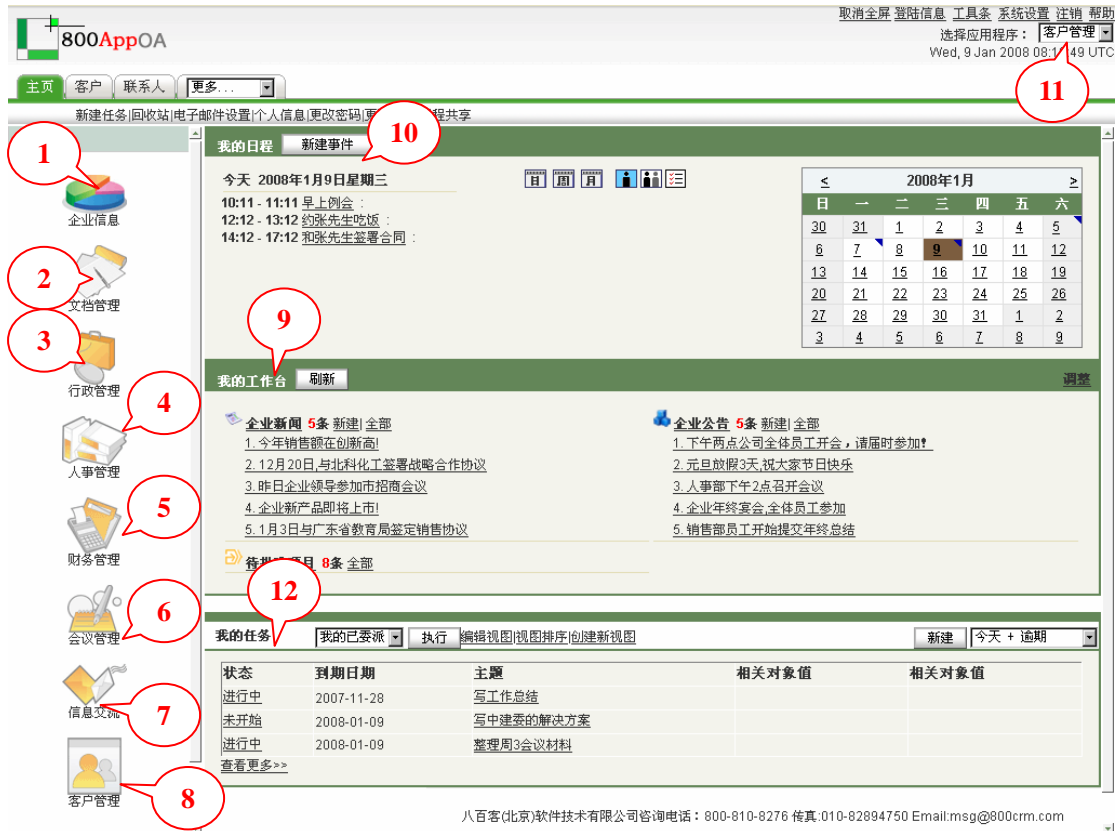 取消全屏 登陆信息 工具条 系统设置 注销 帮助
800AppOA
选择应用程序： 客户管理
Wed, 9 Jan 2008 08:1 49 UTC
主页 客户 联系人 更多...
11
新建任务|回收站|电子邮件设置|个人信息|更改密码|更 程共享
10
1
我的日程 新建事件
今天 2008年1月9日星期三
日 周 月
< 2008年1月 >
日 一 二 三 四 五 六
10:11 - 11:11 早上例会 :
12:12 - 13:12 约张先生吃饭 :
14:12 - 17:12 和张先生签署合同 :
30 31 1 2 3 4 5
6 7 8 9 10 11 12
13 14 15 16 17 18 19
20 21 22 23 24 25 26
27 28 29 30 31 1 2
3 4 5 6 7 8 9
企业信息
2
文档管理
3
行政管理
4
人事管理
5
财务管理
6
会议管理
7
信息交流
8
客户管理
9
我的工作台 刷新 调整
企业新闻 5条 新建| 全部
1. 今年销售额在创新高!
2. 12月20日,与北科化工签署战略合作协议
3. 昨日企业领导参加市招商会议
4. 企业新产品即将上市!
5. 1月3日与广东省教育局签定销售协议
企业公告 5条 新建| 全部
1. 下午两点公司全体员工开会，请届时参加!
2. 元旦放假3天,祝大家节日快乐
3. 人事部下午2点召开会议
4. 企业年终宴会,全体员工参加
5. 销售部员工开始提交年终总结
待 项目 8条 全部
12
我的任务 我的已委派 执行 编辑视图|视图排序|创建新视图 新建 今天 + 逾期
状态 到期日期 主题 相关对象值 相关对象值
进行中 2007-11-28 写工作总结
未开始 2008-01-09 写中建委的解决方案
进行中 2008-01-09 整理周3会议材料
查看更多>>
八百客(北京)软件技术有限公司咨询电话：800-810-8276 传真:010-82894750 Email:msg@800crm.com